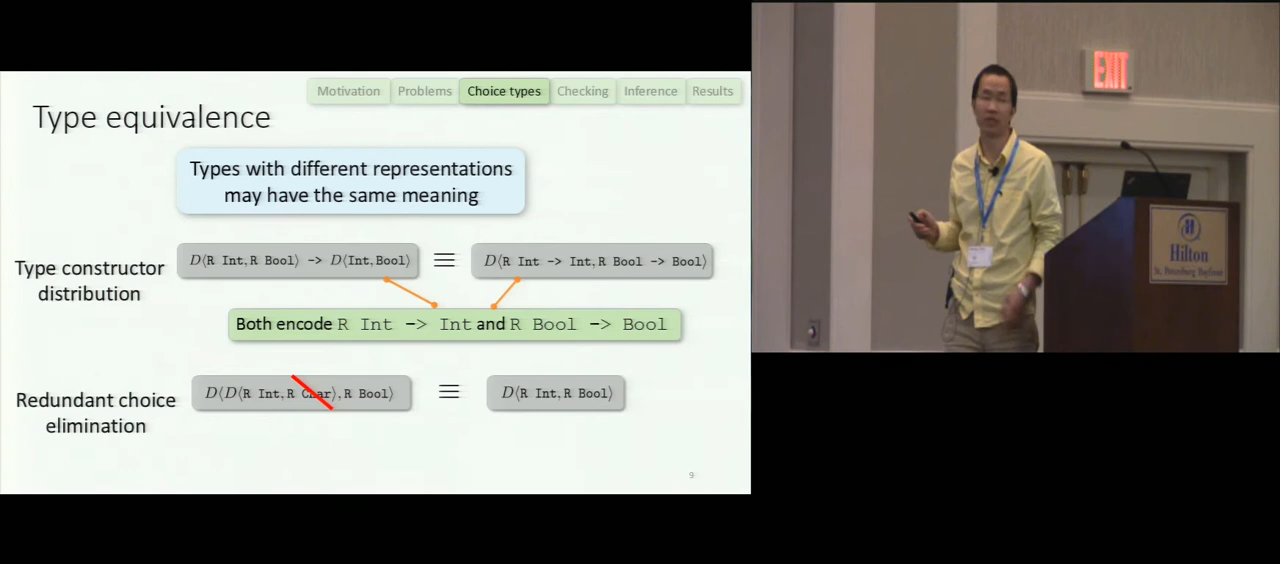 Motivation Problems Choice types Checking Inference Results
Type equivalence
Types with different representations
may have the same meaning
Type constructor
distribution
D⟨R Int,R Bool⟩ -> D⟨Int,Bool⟩ ≡ D⟨R Int -> Int,R Bool -> Bool⟩
Both encode R Int -> Int and R Bool -> Bool
Redundant choice
elimination
D⟨D⟨R Int,R Char⟩,R Bool⟩ ≡ D⟨R Int,R Bool⟩
9
EXIT
Hilton
St. Petersburg Bayfront